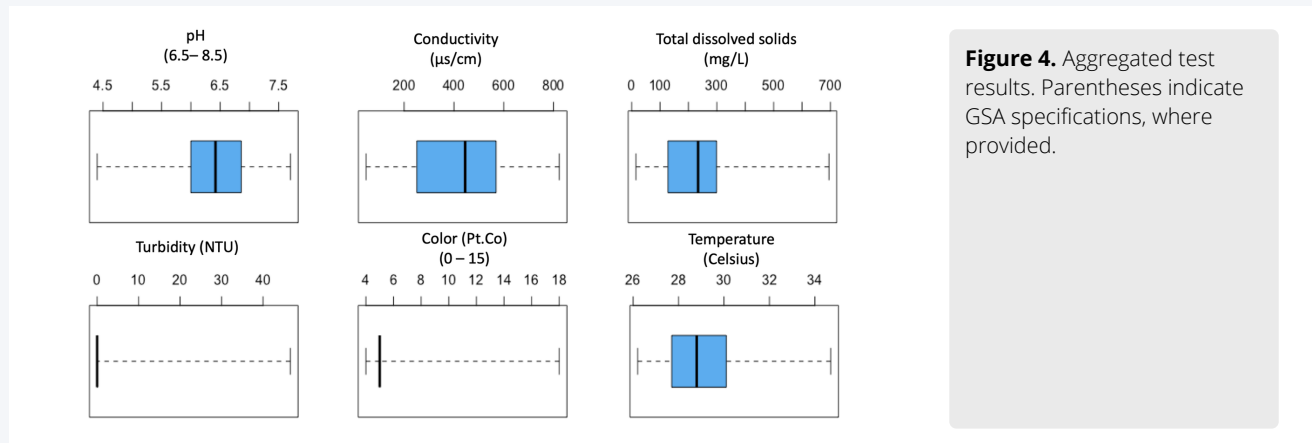 pH
(6.5– 8.5)
4.5 5.5 6.5 7.5
Conductivity
(µs/cm)
200 400 600 800
Total dissolved solids
(mg/L)
0 100 300 500 700
Turbidity (NTU)
0 10 20 30 40
Color (Pt.Co)
(0 – 15)
4 6 8 10 12 14 16 18
Temperature
(Celsius)
26 28 30 32 34
Figure 4. Aggregated test
results. Parentheses indicate
GSA specifications, where
provided.